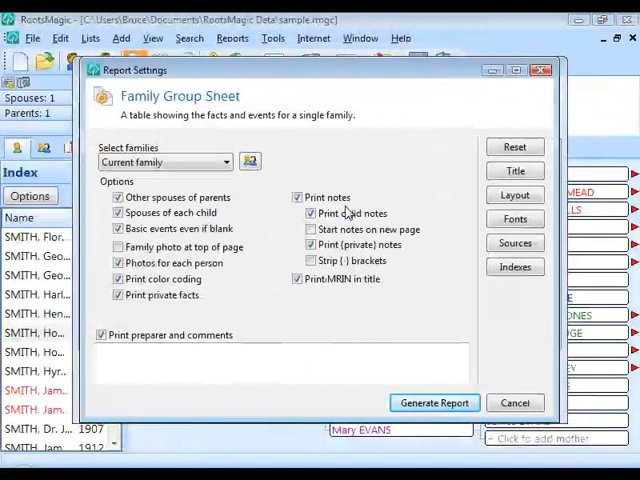 RootsMagic - [C:\Users\Bruce\Documents\RootsMagic Data\sample.rmgc]
File Edit Lists Add View Search Reports Tools Internet Window Help
Spouses: 1
Parents: 1
Index
Options
Name
SMITH, Flor...
SMITH, Geo...
SMITH, Geo...
SMITH, Har...
SMITH, Hen...
SMITH, Ho...
SMITH, Ho...
SMITH, Hyr...
SMITH, Jam...
SMITH, Jam...
SMITH, Dr. J... 1907
SMITH, Jam... 1912
Report Settings
Family Group Sheet
A table showing the facts and events for a single family.
Select families
Current family
Options
Other spouses of parents
Spouses of each child
Basic events even if blank
Family photo at top of page
Photos for each person
Print color coding
Print private facts
Print notes
Print notes
Start notes on new page
Print {private} notes
Strip {·} brackets
Print MRIN in title
Print preparer and comments
Reset
Title
Layout
Fonts
Sources
Indexes
Generate Report Cancel
Mary EVANS
Click to add mother